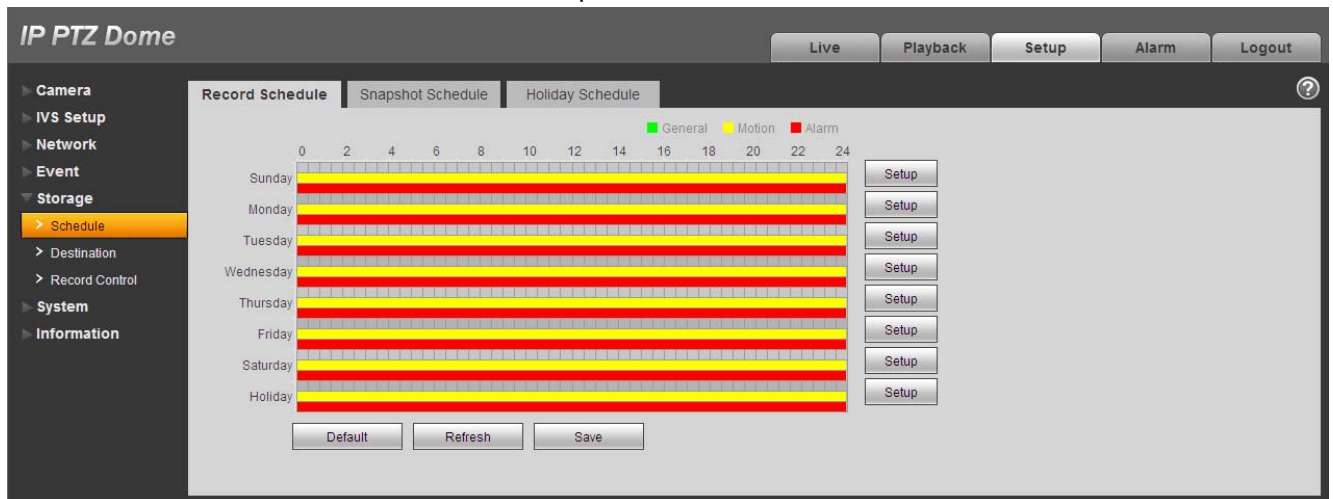 IP PTZ Dome
Live Playback Setup Alarm Logout
Camera
IVS Setup
Network
Event
Storage
> Schedule
> Destination
> Record Control
System
Information
Record Schedule Snapshot Schedule Holiday Schedule
?
General Motion Alarm
0 2 4 6 8 10 12 14 16 18 20 22 24
Sunday Setup
Monday Setup
Tuesday Setup
Wednesday Setup
Thursday Setup
Friday Setup
Saturday Setup
Holiday Setup
Default Refresh Save